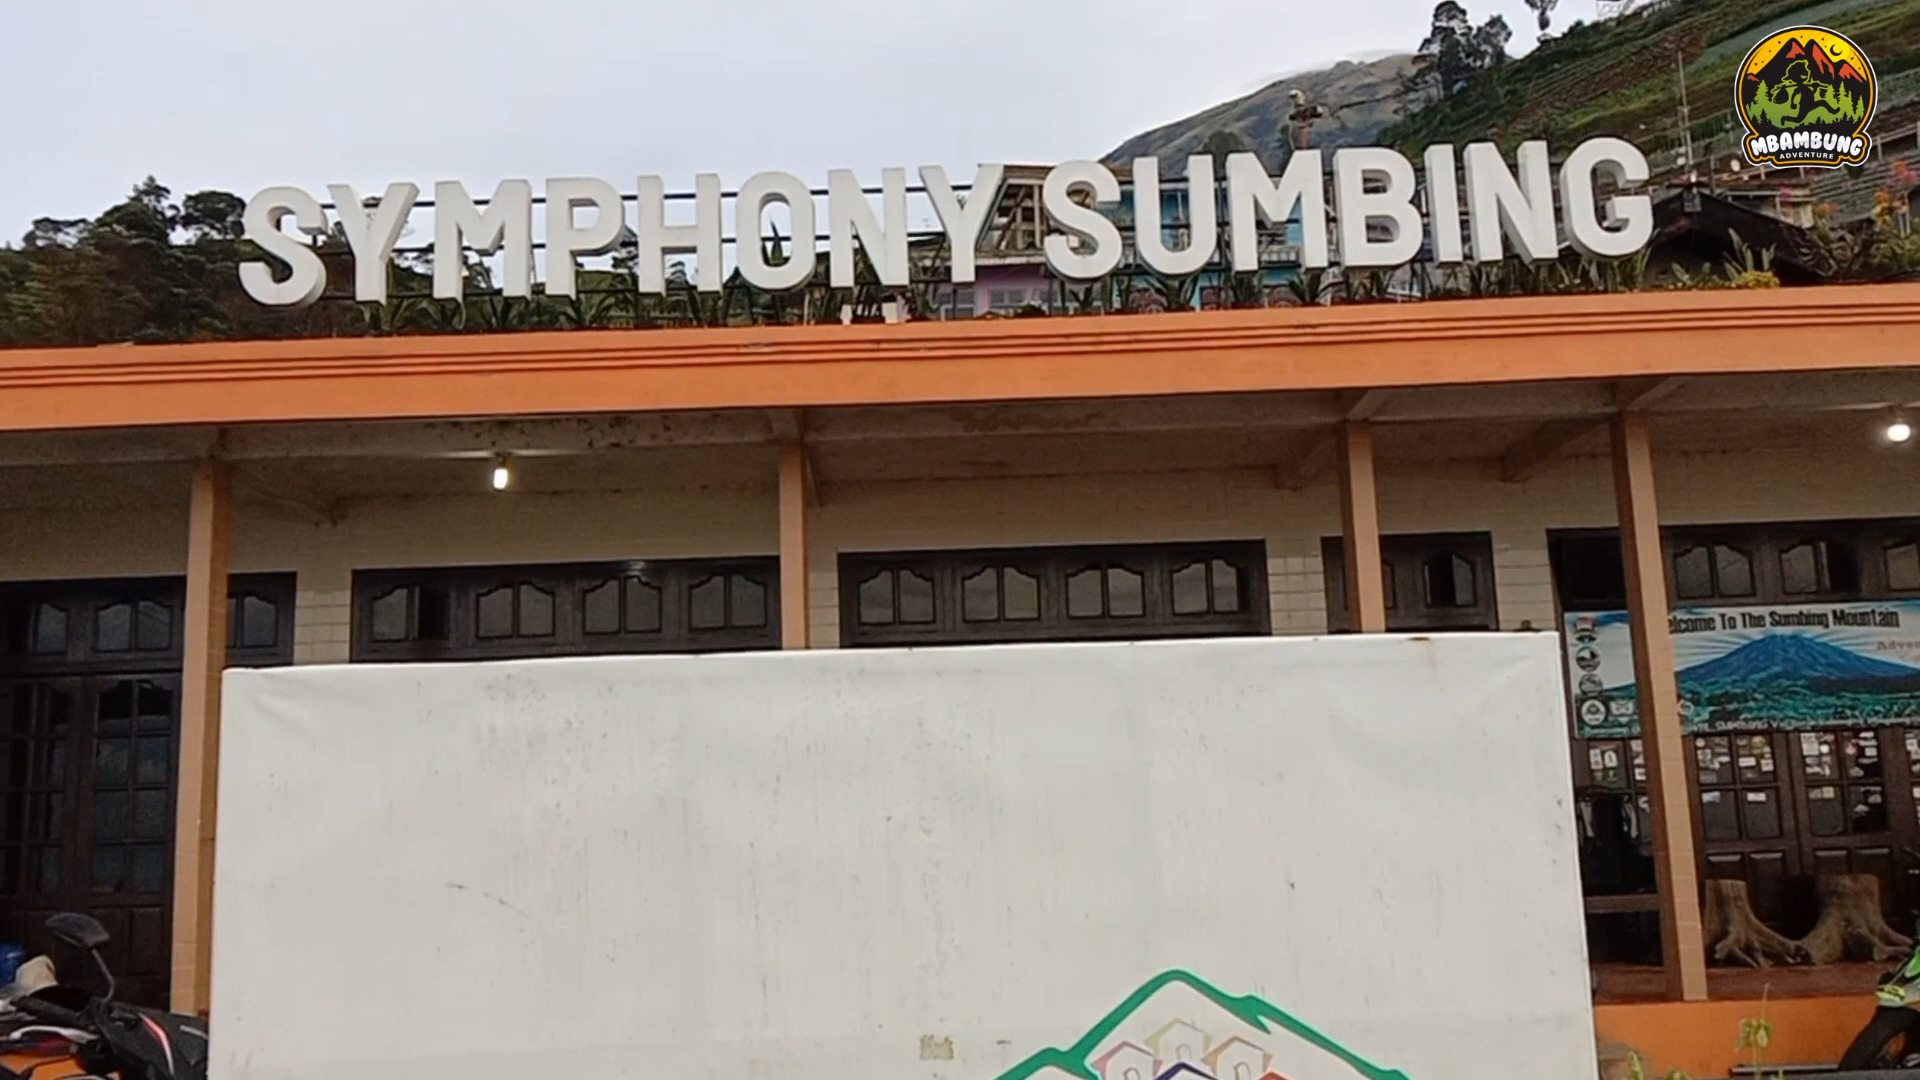 SYMPHONY SUMBING
MBAMBUNG
ADVENTURE
elcome To The Sumbing Mountain